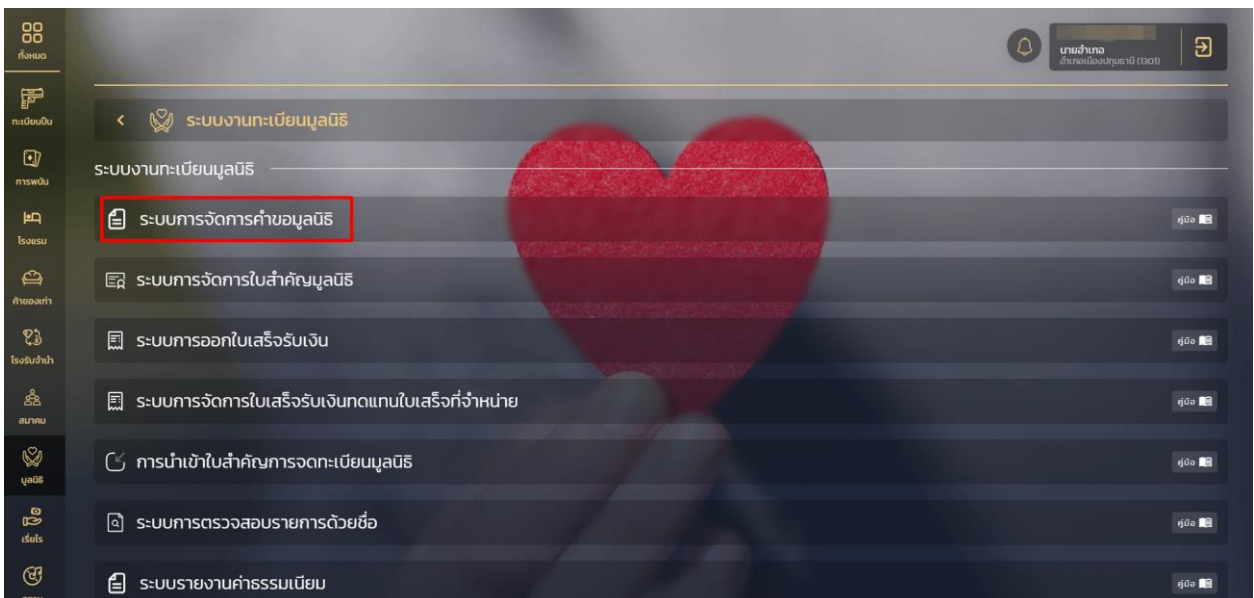 ทั้งหมด
นายอำเภอ
อำเภอเมืองปทุมธานี (1301)
ทะเบียนปืน
ระบบงานทะเบียนมูลนิธิ
การพนัน
ระบบงานทะเบียนมูลนิธิ
โรงแรม
ระบบการจัดการคำขอมูลนิธิ
คู่มือ
ค้าของเก่า
ระบบการจัดการใบสำคัญมูลนิธิ
คู่มือ
โรงรับจำนำ
ระบบการออกใบเสร็จรับเงิน
คู่มือ
สมาคม
ระบบการจัดการใบเสร็จรับเงินทดแทนใบเสร็จที่จำหน่าย
คู่มือ
มูลนิธิ
การนำเข้าใบสำคัญการจดทะเบียนมูลนิธิ
คู่มือ
เรี่ยไร
ระบบการตรวจสอบรายการด้วยชื่อ
คู่มือ
ระบบรายงานค่าธรรมเนียม
คู่มือ